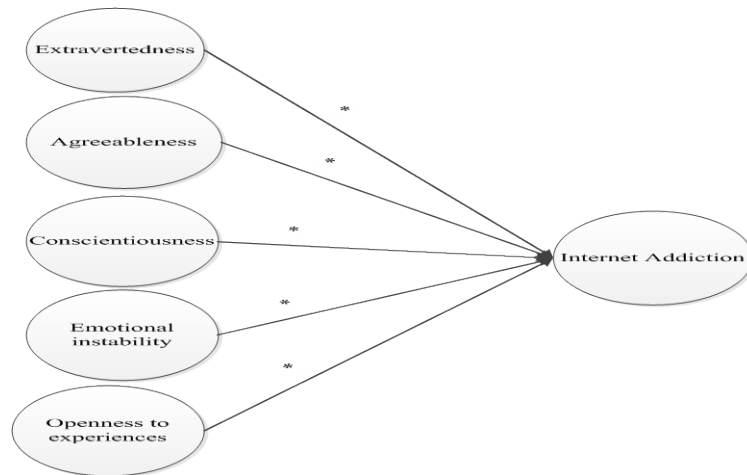 Extravertedness
*
Agreeableness
*
Conscientiousness
*
Internet Addiction
Emotional
instability
*
Openness to
experiences
*